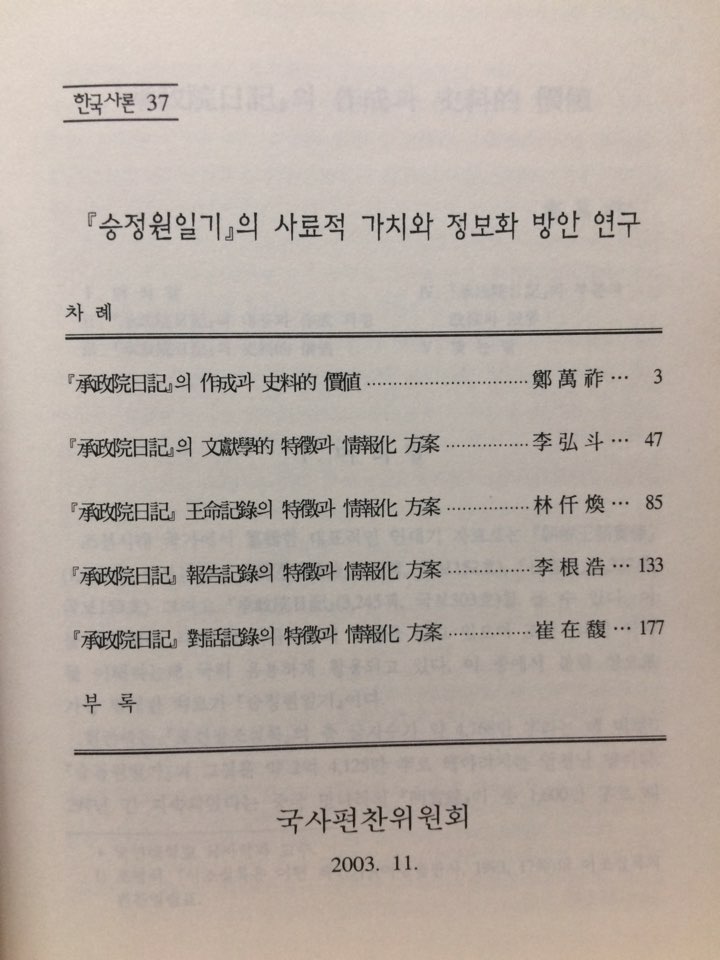 한국사론 37
『승정원일기』의 사료적 가치와 정보화 방안 연구
차 례
『承政院日記』의 作成과 史料的 價値 ································ 鄭萬祚 ··· 3
『承政院日記』의 文獻學的 特徵과 情報化 方案 ················ 李弘斗 ··· 47
『承政院日記』 王命記錄의 特徵과 情報化 方案 ················ 林仟煥 ··· 85
『承政院日記』 報告記錄의 特徵과 情報化 方案 ················ 李根浩 ··· 133
『承政院日記』 對話記錄의 特徵과 情報化 方案 ················ 崔在馥 ··· 177
부 록
국사편찬위원회
2003. 11.